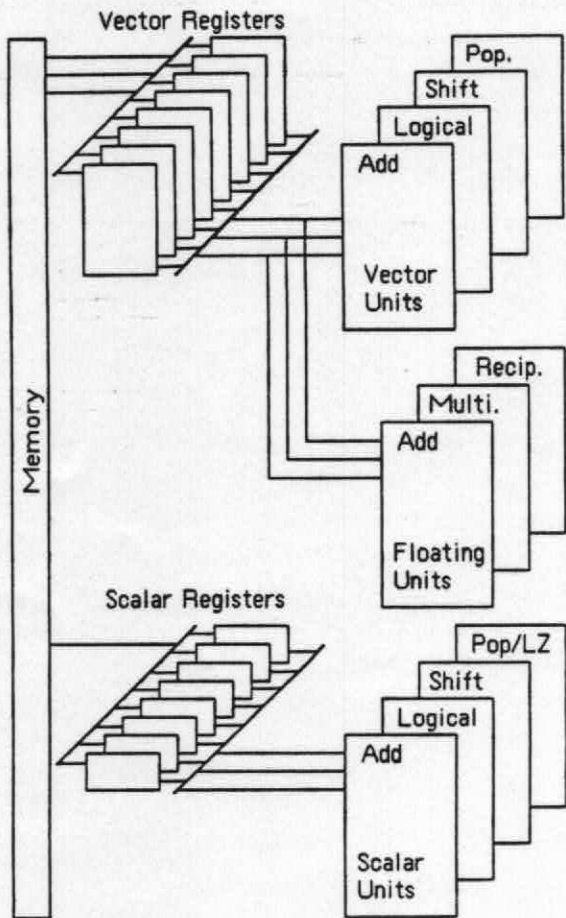 Vector Registers
Pop.
Shift
Logical
Add
Vector
Units
Recip.
Multi.
Add
Floating
Units
Memory
Scalar Registers
Pop/LZ
Shift
Logical
Add
Scalar
Units